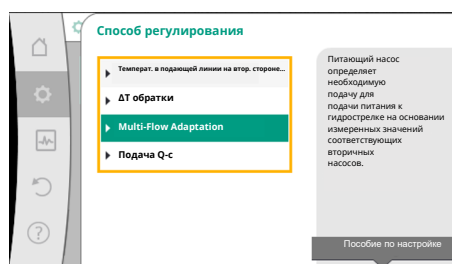 Способ регулирования
Температ. в подающей линии на втор. стороне...
ΔT обратки
Multi-Flow Adaptation
Подача Q-c
Питающий насос
определяет
необходимую
подачу для
подачи питания к
гидрострелке на основании
измеренных значений
соответствующих
вторичных
насосов.
Пособие по настройке